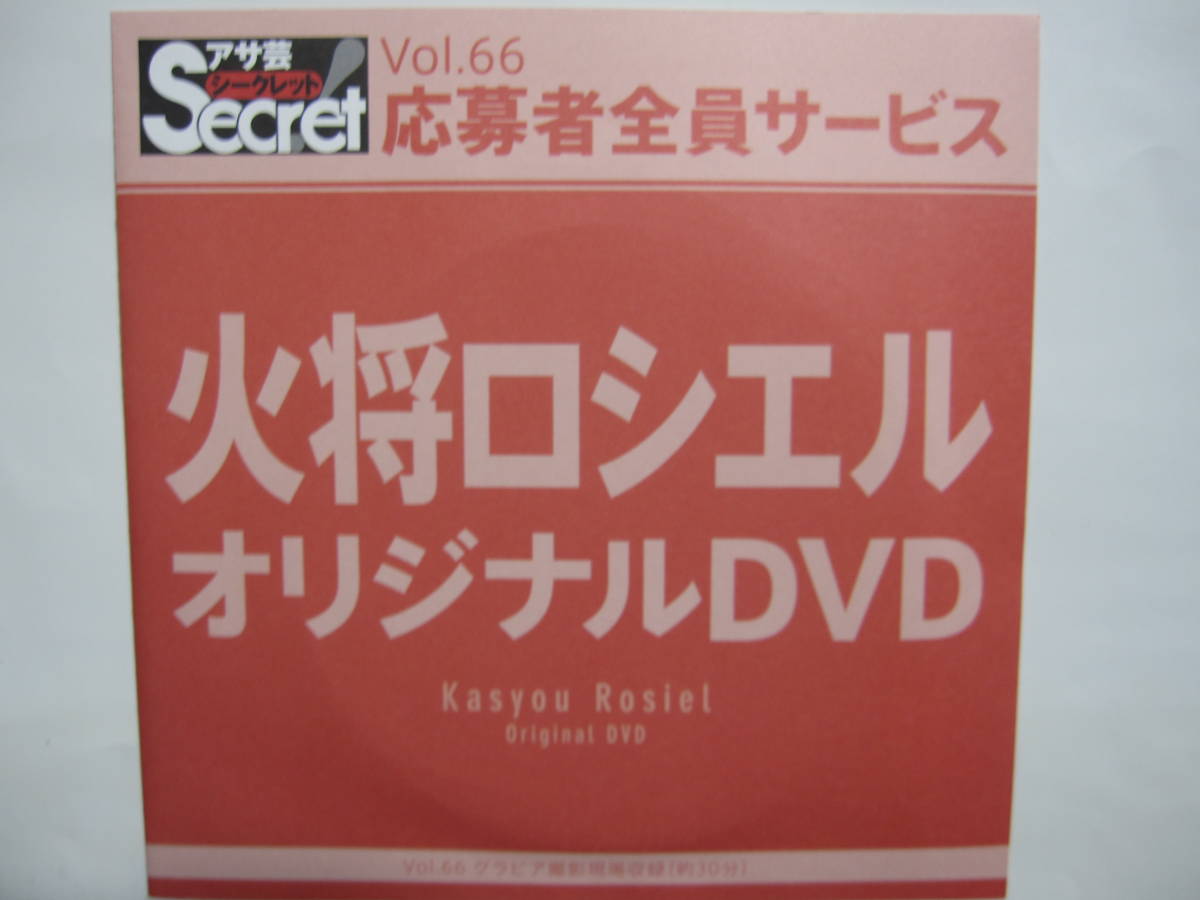 アサ芸
シークレット!
Secret
Vol.66
応募者全員サービス
火将ロシエル
オリジナルDVD
Kasyou Rosiel
Original DVD
Vol.66 グラビア撮影現場収録[約30分]